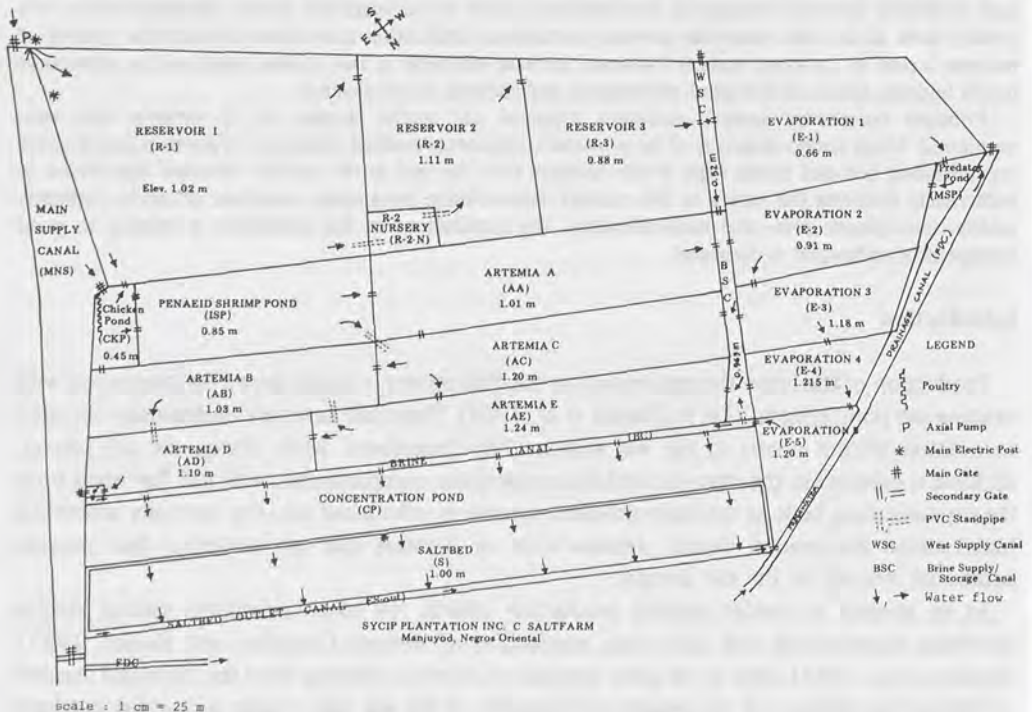 S
E W
N
P
RESERVOIR 1
(R-1)
Elev. 1.02 m
RESERVOIR 2
(R-2)
1.11 m
RESERVOIR 3
(R-3)
0.88 m
WSC
0.52 m
EVAPORATION 1
(E-1)
0.66 m
Predator
Pond
(MSP)
MAIN
SUPPLY
CANAL
(MNS)
R-2
NURSERY
(R-2-N)
EVAPORATION 2
(E-2)
0.91 m
Chicken
Pond
(CKP)
0.45 m
PENAEID SHRIMP POND
(ISP)
0.85 m
ARTEMIA A
(AA)
1.01 m
BSC
0.943 m
EVAPORATION 3
(E-3)
1.18 m
DRAINAGE CANAL (PDC)
ARTEMIA B
(AB)
1.03 m
ARTEMIA C
(AC)
1.20 m
EVAPORATION 4
(E-4)
1.215 m
ARTEMIA D
(AD)
1.10 m
ARTEMIA E
(AE)
1.24 m
EVAPORATION 5
(E-5)
1.20 m
BRINE CANAL
CONCENTRATION POND
(CP)
SALTBED
(S)
1.00 m
SALTBED OUTLET CANAL
DRAINAGE
SYCIP PLANTATION INC. C SALTFARM
Manjuyod, Negros Oriental
FDC
scale : 1 cm = 25 m
LEGEND
Poultry
P Axial Pump
Main Electric Post
Main Gate
Secondary Gate
PVC Standpipe
WSC West Supply Canal
BSC Brine Supply/
Storage Canal
Water flow